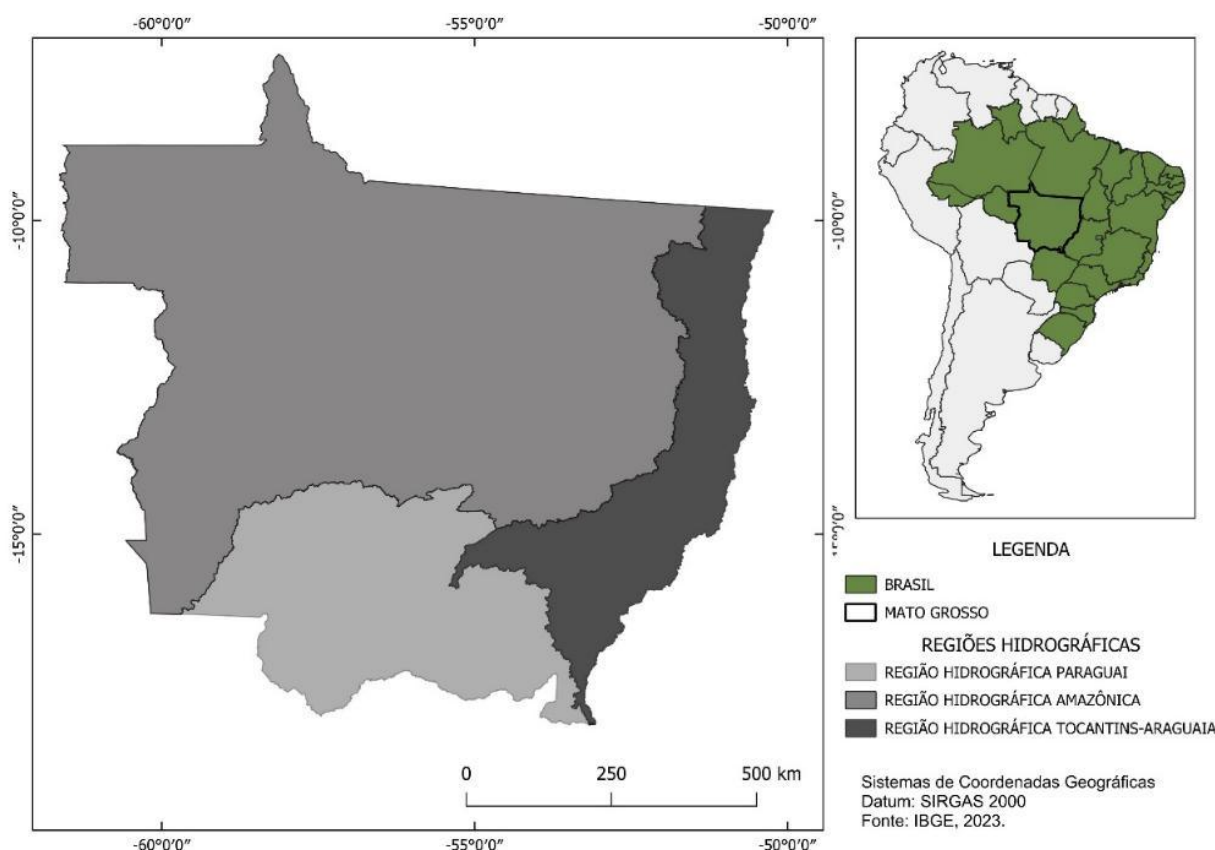 -60°0'0" -55°0'0" -50°0'0"
-10°0'0" -10°0'0"
-15°0'0" -15°0'0"
0 250 500 km
-60°0'0" -55°0'0" -50°0'0"
LEGENDA
BRASIL
MATO GROSSO
REGIÕES HIDROGRÁFICAS
REGIÃO HIDROGRÁFICA PARAGUAI
REGIÃO HIDROGRÁFICA AMAZÔNICA
REGIÃO HIDROGRÁFICA TOCANTINS-ARAGUAIA
Sistemas de Coordenadas Geográficas
Datum: SIRGAS 2000
Fonte: IBGE, 2023.